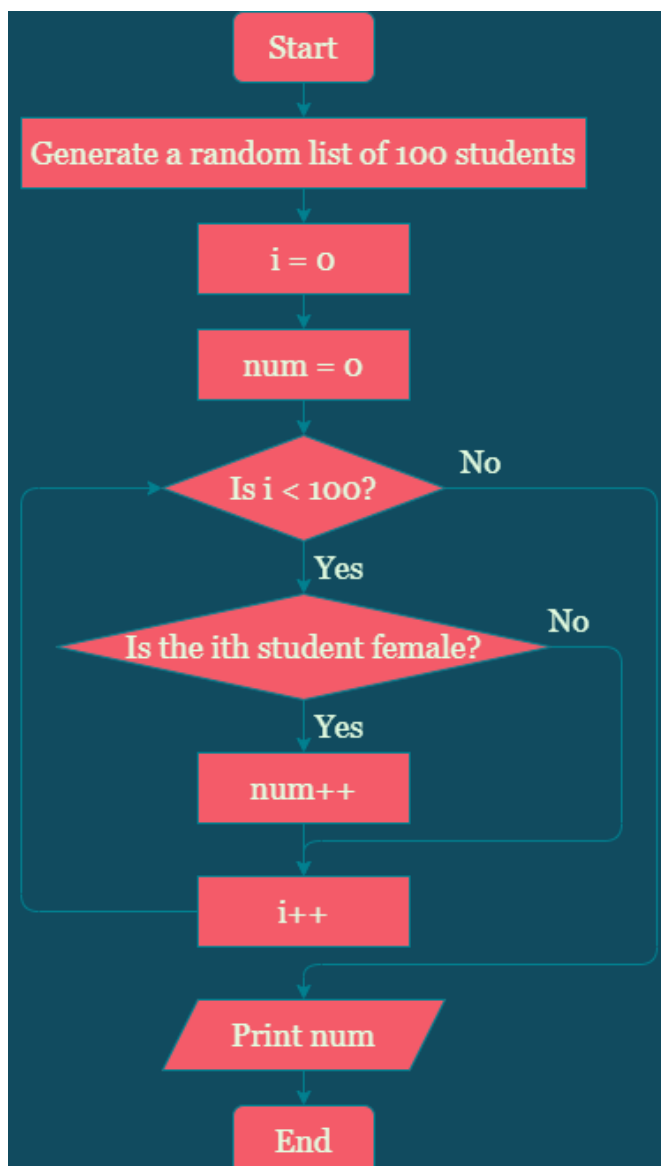 Start
Generate a random list of 100 students
i = 0
num = 0
Is i < 100?
No
Yes
Is the ith student female?
No
Yes
num++
i++
Print num
End